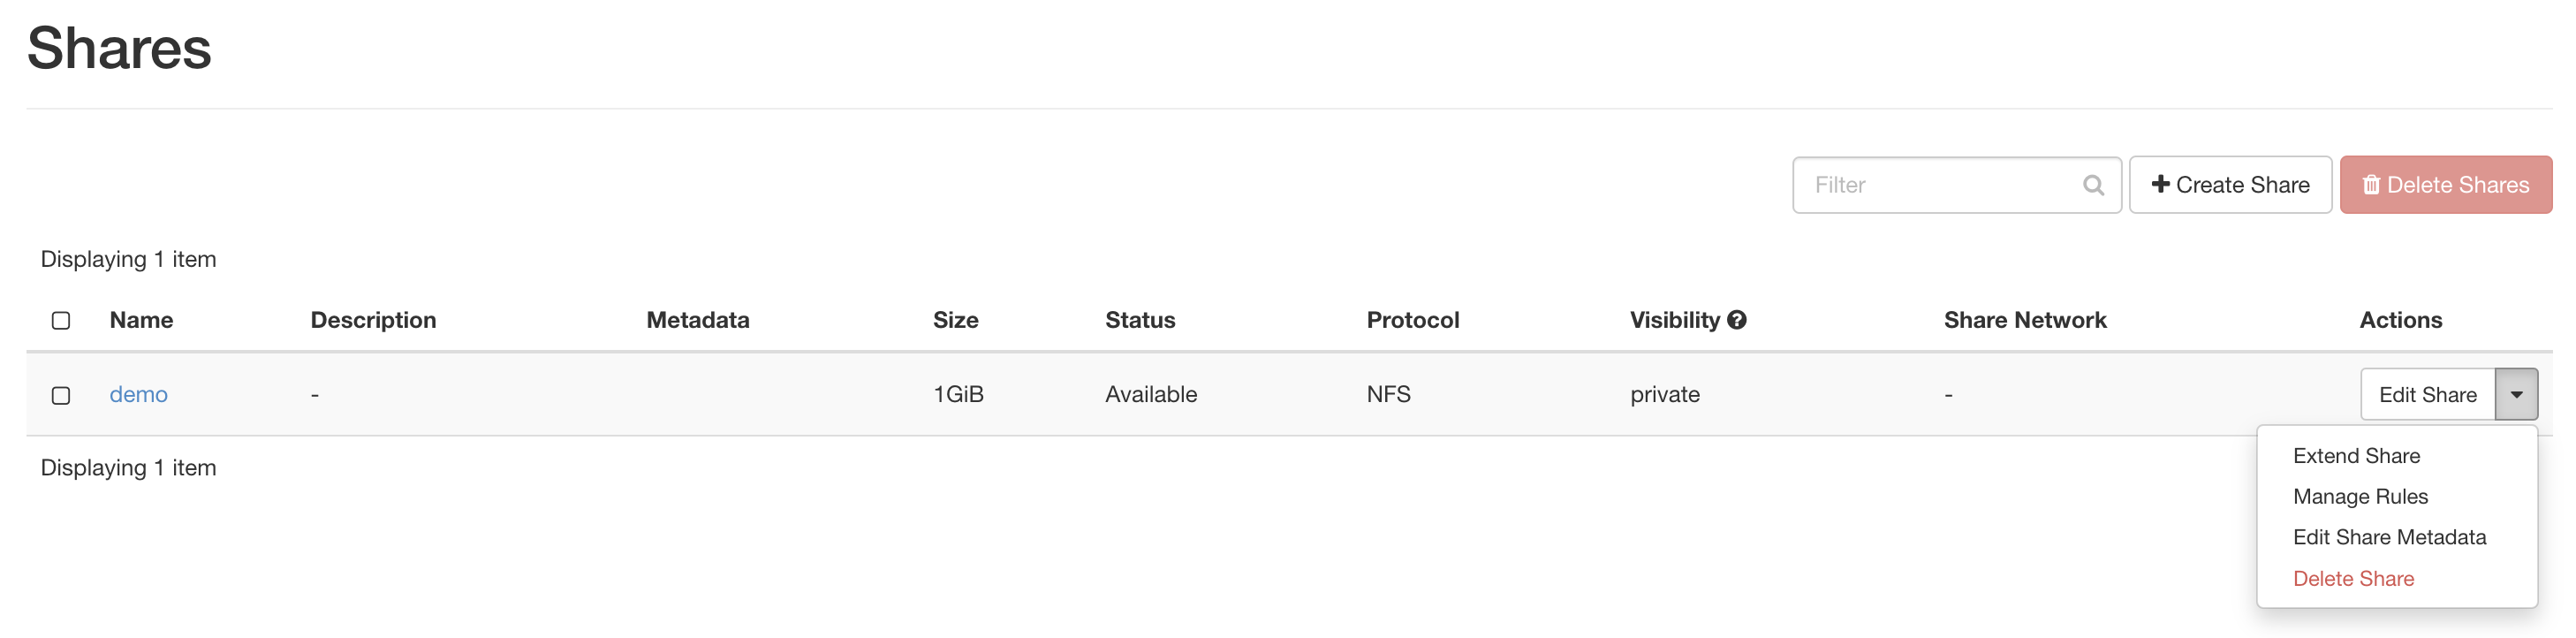 Shares
Filter
Create Share
Delete Shares
Displaying 1 item
Name Description Metadata Size Status Protocol Visibility Share Network Actions
demo - 1GiB Available NFS private - Edit Share
Displaying 1 item
Extend Share
Manage Rules
Edit Share Metadata
Delete Share